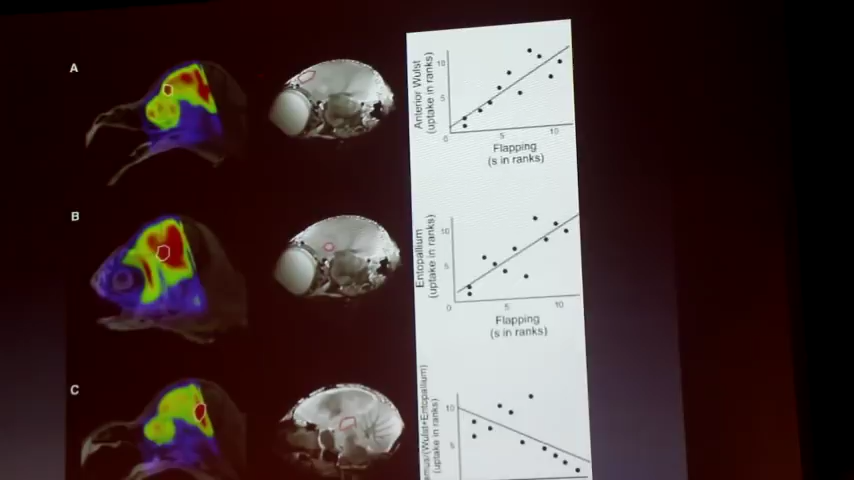 A
Anterior Wulst
(uptake in ranks)
10
5
0
5
10
Flapping
(s in ranks)
B
Entopallium
(uptake in ranks)
10
5
0
5
10
Flapping
(s in ranks)
C
(Wulst+Entopallium)
(uptake in ranks)
10
5